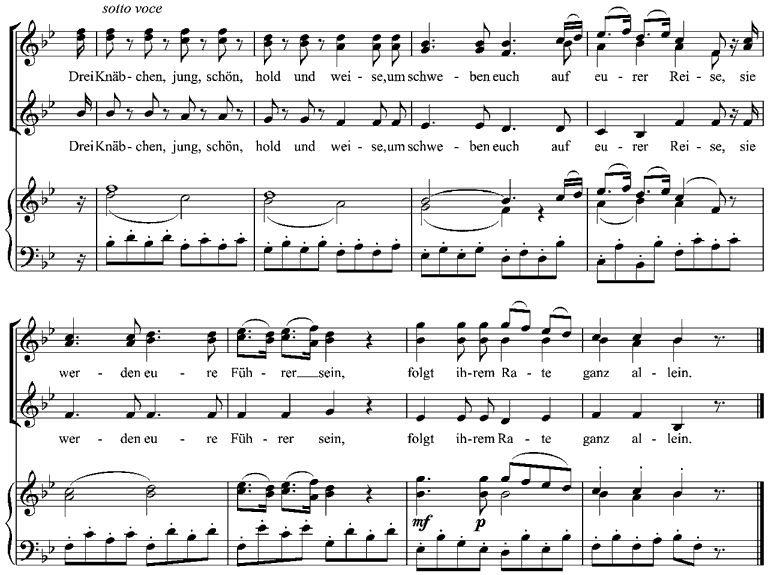 sotto voce
Drei Knäb - chen, jung, schön, hold und wei - se, um schwe - ben euch auf eu - rer Rei - se, sie
Drei Knäb - chen, jung, schön, hold und wei - se, um schwe - ben euch auf eu - rer Rei - se, sie
wer - den eu - re Füh - rer sein, folgt ih - rem Ra - te ganz al - lein.
wer - den eu - re Füh - rer sein, folgt ih - rem Ra - te ganz al - lein.
mf p